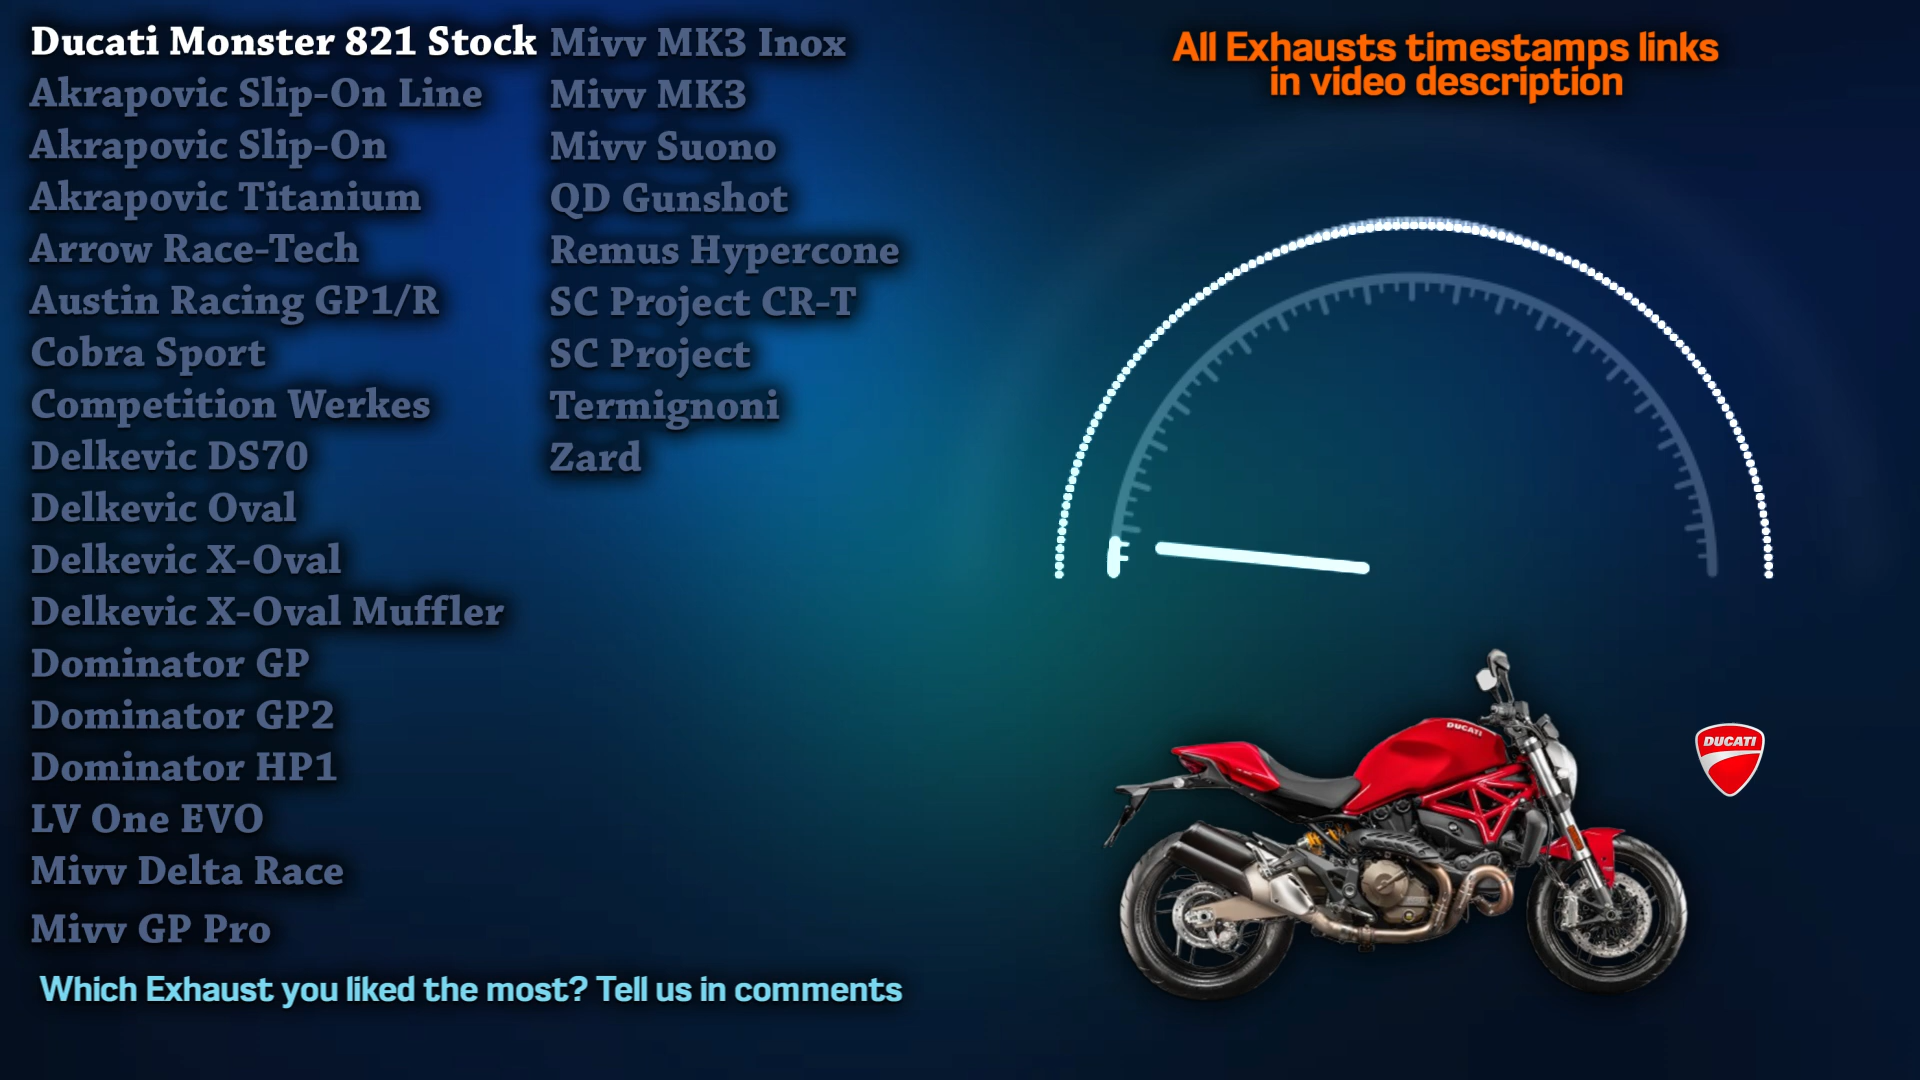 Ducati Monster 821 Stock
Akrapovic Slip-On Line
Akrapovic Slip-On
Akrapovic Titanium
Arrow Race-Tech
Austin Racing GP1/R
Cobra Sport
Competition Werkes
Delkevic DS70
Delkevic Oval
Delkevic X-Oval
Delkevic X-Oval Muffler
Dominator GP
Dominator GP2
Dominator HP1
LV One EVO
Mivv Delta Race
Mivv GP Pro
Mivv MK3 Inox
Mivv MK3
Mivv Suono
QD Gunshot
Remus Hypercone
SC Project CR-T
SC Project
Termignoni
Zard
Which Exhaust you liked the most? Tell us in comments
All Exhausts timestamps links
in video description
DUCATI
DUCATI